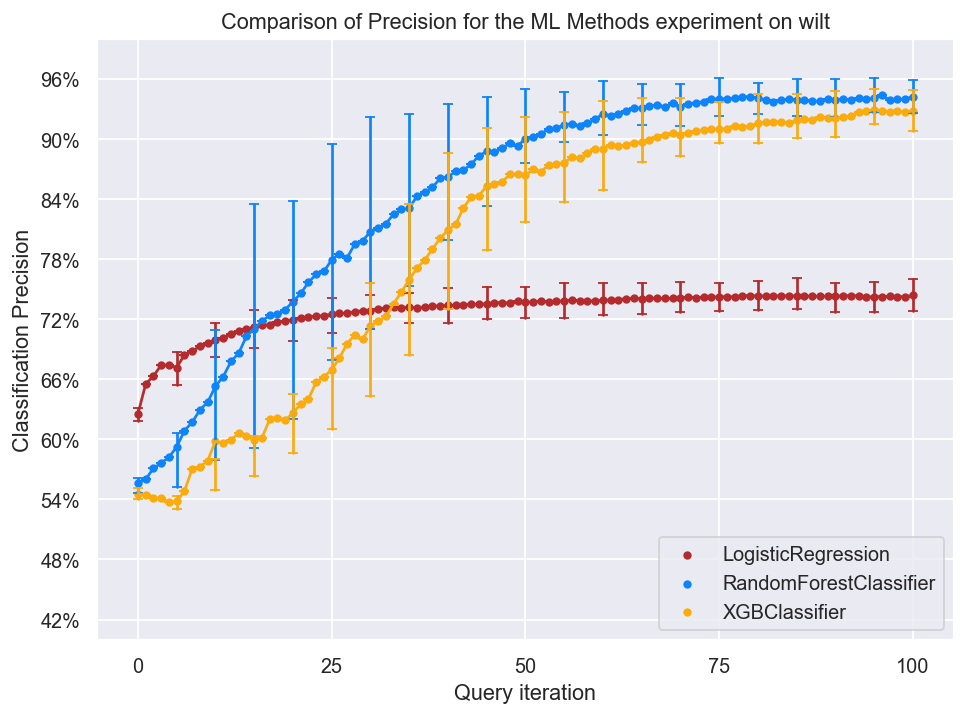 Comparison of Precision for the ML Methods experiment on wilt
Classification Precision
96%
90%
84%
78%
72%
66%
60%
54%
48%
42%
LogisticRegression
RandomForestClassifier
XGBClassifier
0 25 50 75 100
Query iteration